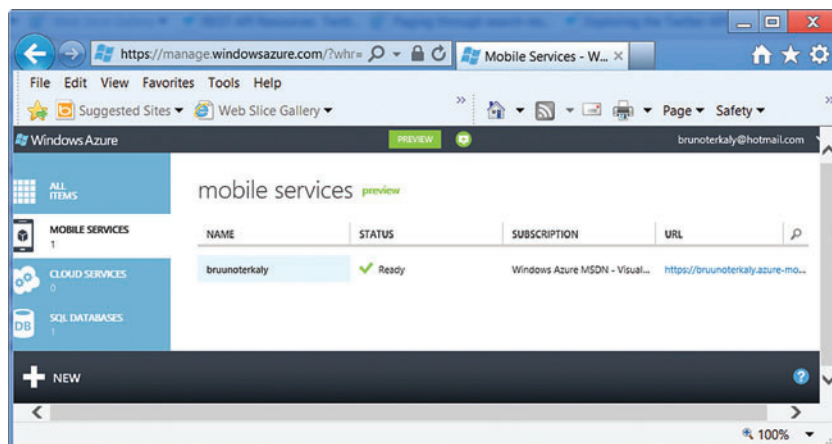 https://manage.windowsazure.com/?whr=
Mobile Services - W...
File Edit View Favorites Tools Help
Suggested Sites Web Slice Gallery
Page Safety
Windows Azure
PREVIEW
brunoterkaly@hotmail.com
ALL ITEMS
mobile services preview
MOBILE SERVICES
1
NAME STATUS SUBSCRIPTION URL
bruunoterkaly Ready Windows Azure MSDN - Visual... https://bruunoterkaly.azure-mo...
CLOUD SERVICES
0
DB
SQL DATABASES
1
NEW
100%